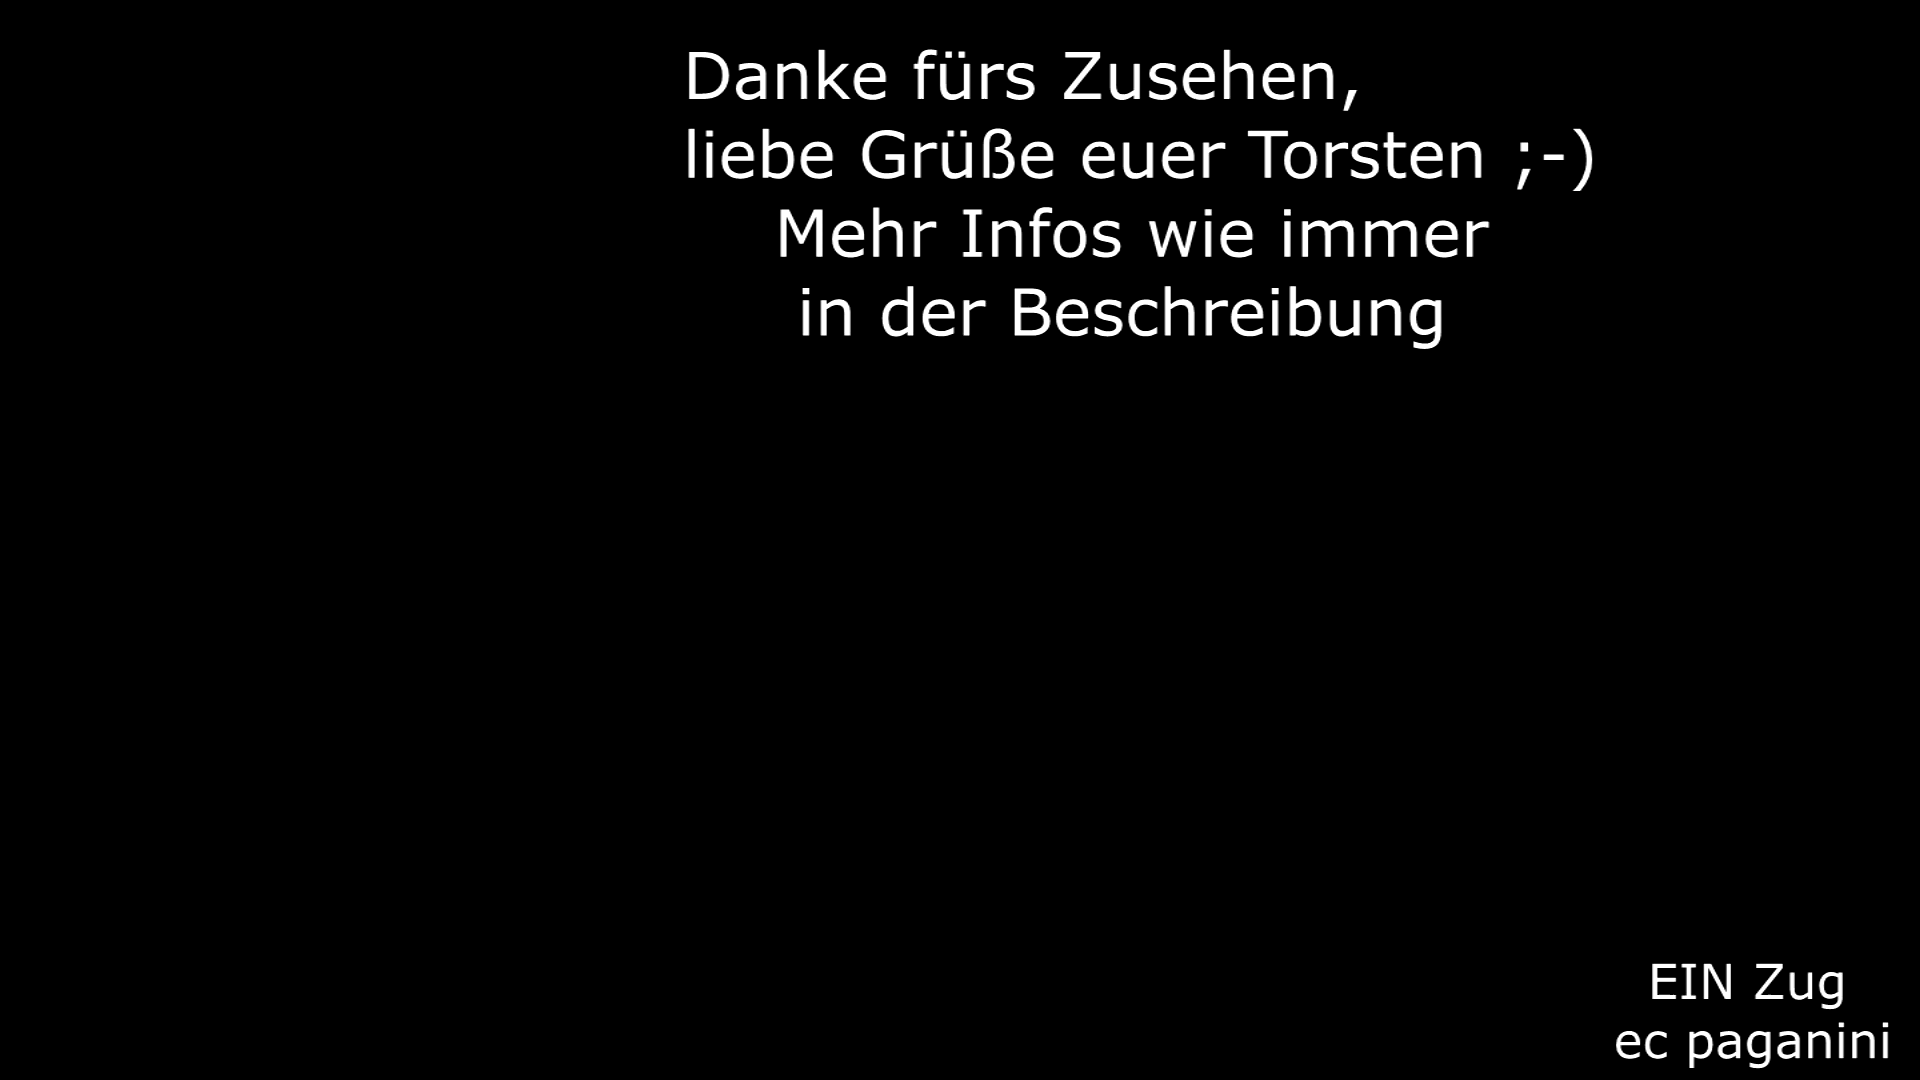 Danke fürs Zusehen,
liebe Grüße euer Torsten ;-)
Mehr Infos wie immer
in der Beschreibung
EIN Zug
ec paganini